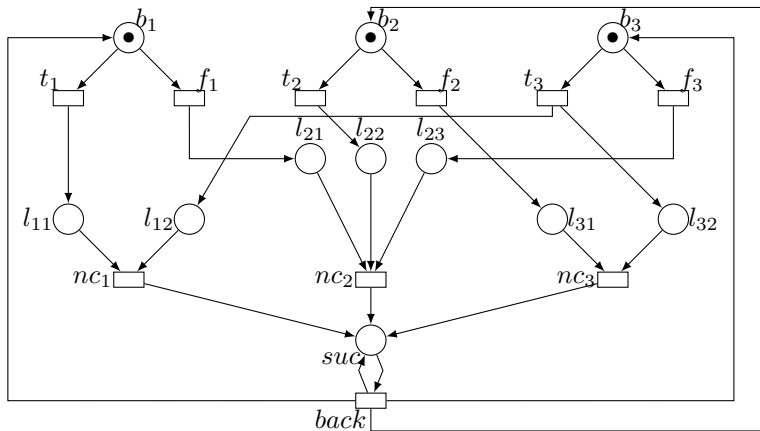 b1 b2 b3
t1 f1 t2 f2 t3 f3
l21 l22 l23
l11 l12 l31 l32
nc1 nc2 nc3
suc
back